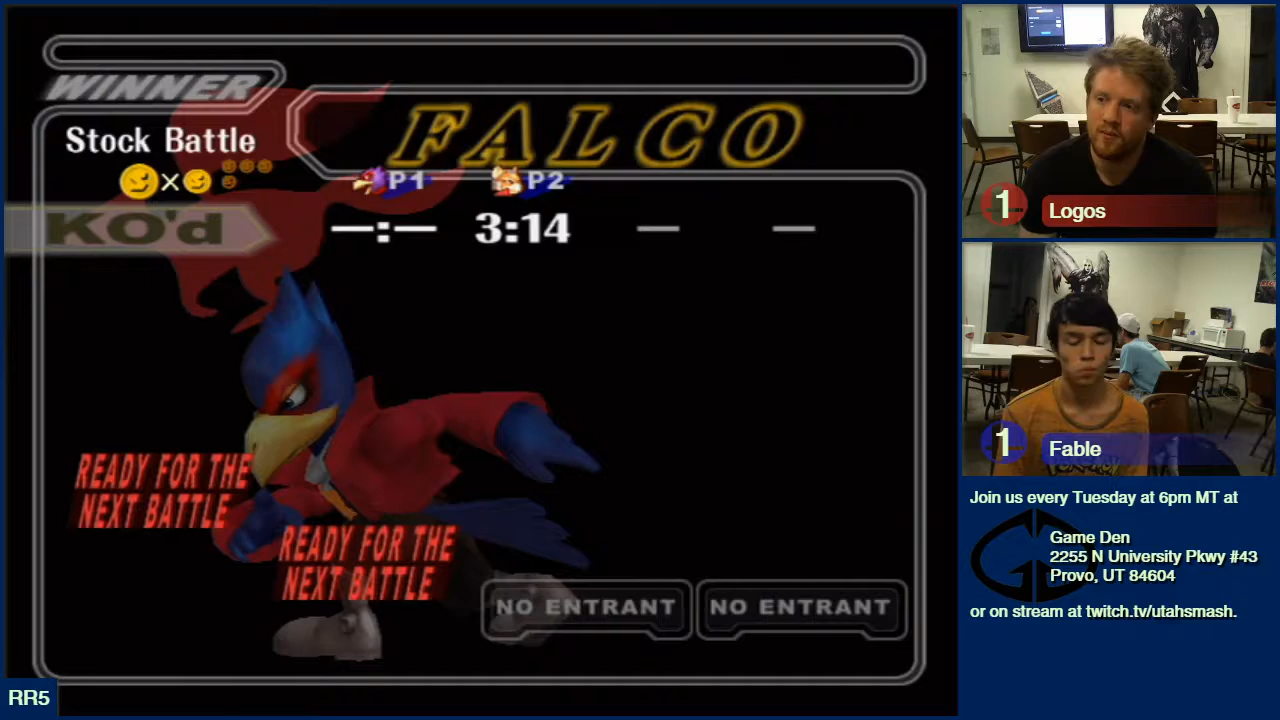 WINNER
FALCO
Stock Battle
×
P1
P2
KO'd
—:—
3:14
—
—
READY FOR THE
NEXT BATTLE
READY FOR THE
NEXT BATTLE
NO ENTRANT
NO ENTRANT
RR5
1
Logos
1
Fable
Join us every Tuesday at 6pm MT at
Game Den
2255 N University Pkwy #43
Provo, UT 84604
or on stream at twitch.tv/utahsmash.